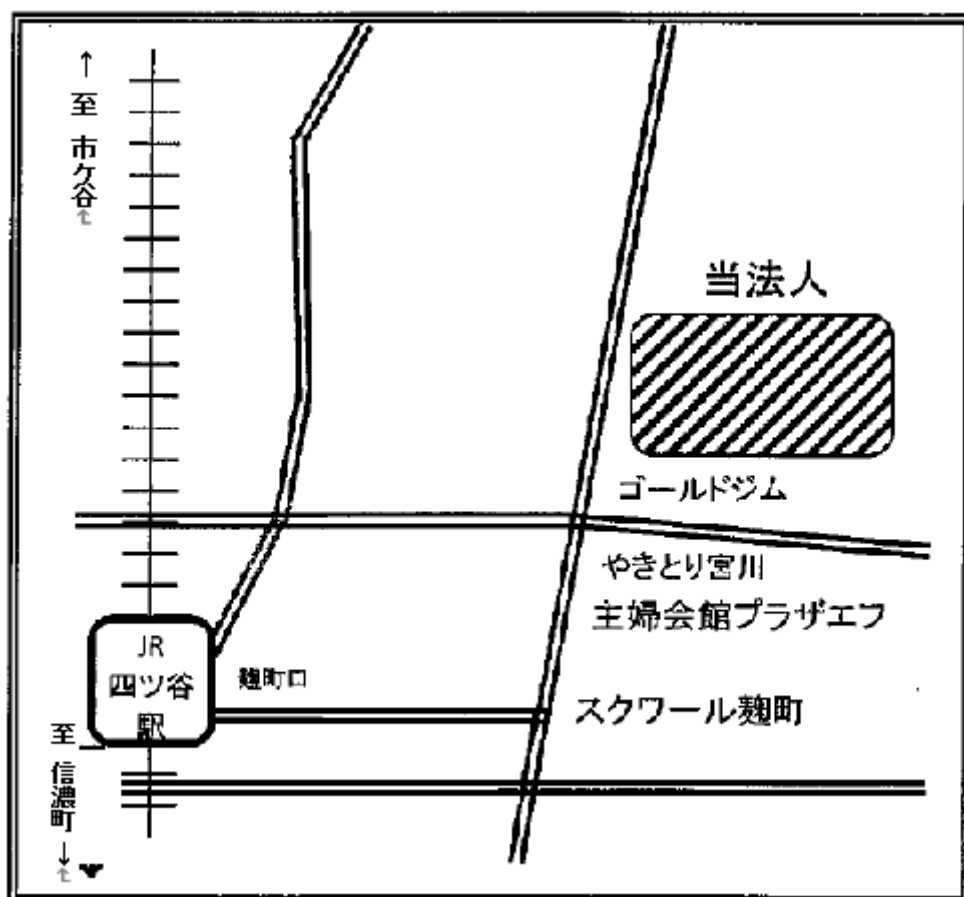 ↑ 至 市ケ谷
当法人
ゴールドジム
やきとり宮川
主婦会館プラザエフ
JR
四ツ谷
駅
麹町口
スクワール麹町
至 信濃町 ↓